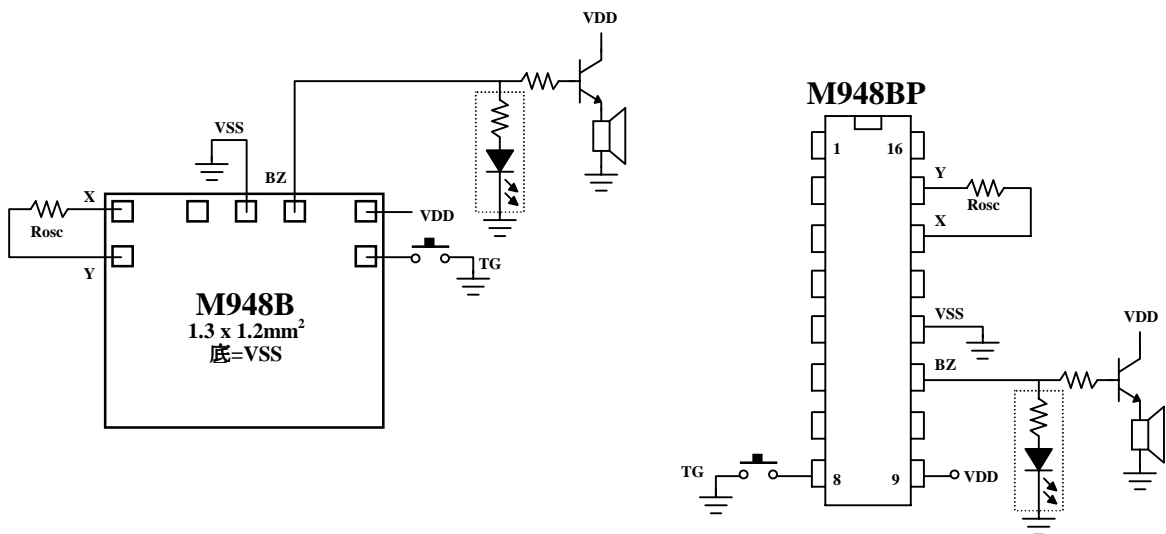 VDD
VSS
BZ
X
Rosc
Y
VDD
TG
M948B
1.3 x 1.2mm²
底=VSS
M948BP
1
16
Y
Rosc
X
VSS
BZ
VDD
TG
8
9
VDD